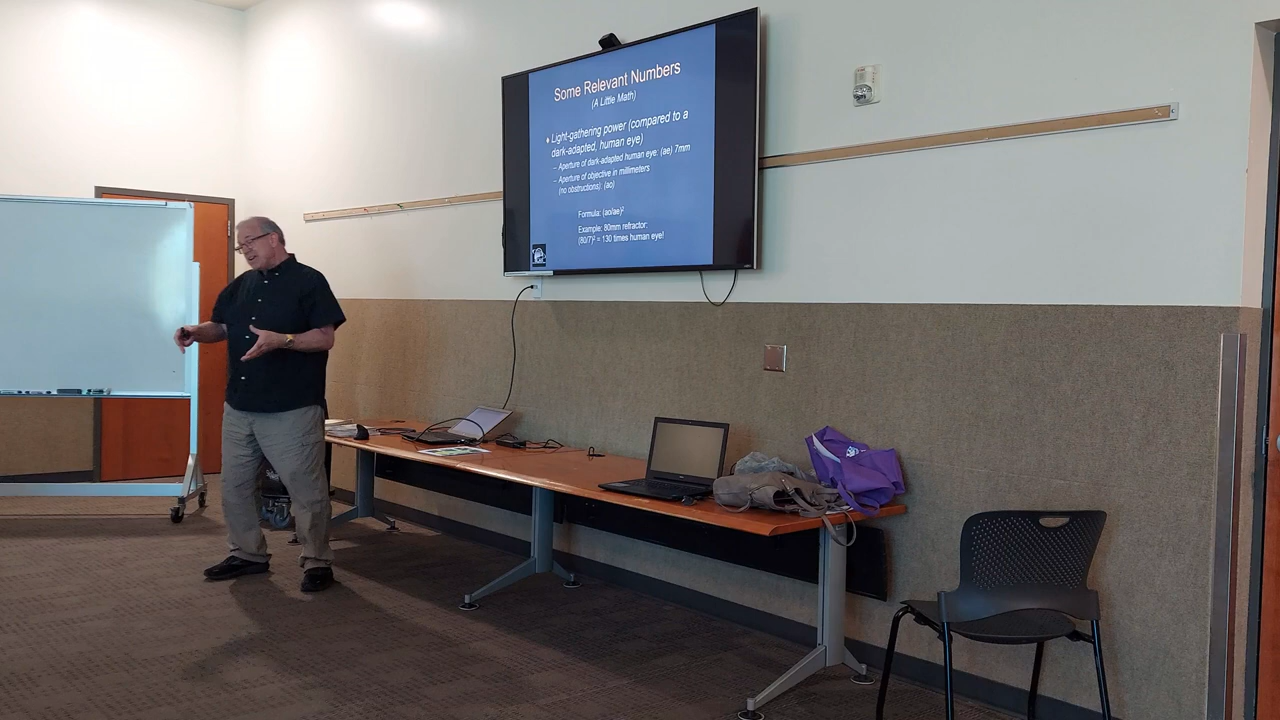 Some Relevant Numbers
(A Little Math)
♦ Light-gathering power (compared to a
dark-adapted, human eye)
– Aperture of dark-adapted human eye: (ae) 7mm
– Aperture of objective in millimeters
(no obstructions): (ao)
Formula: (ao/ae)²
Example: 80mm refractor:
(80/7)² = 130 times human eye!